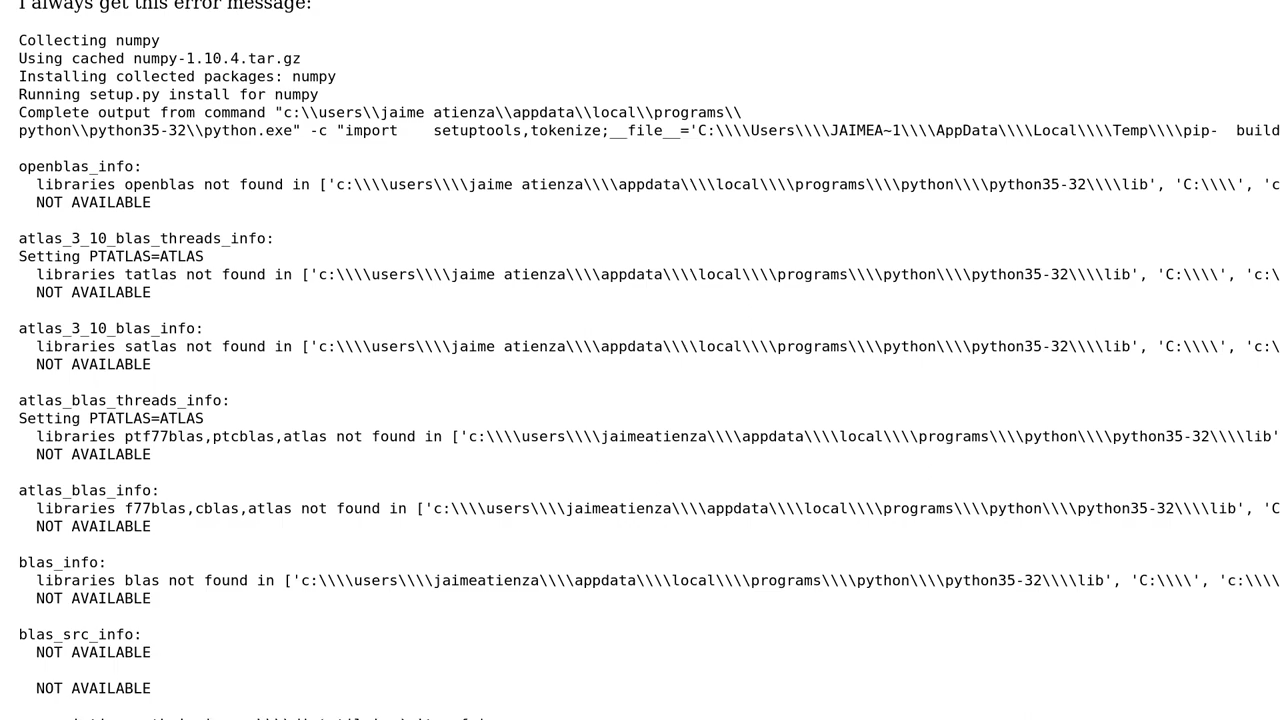 I always get this error message:
Collecting numpy
Using cached numpy-1.10.4.tar.gz
Installing collected packages: numpy
Running setup.py install for numpy
Complete output from command "c:\\users\\jaime atienza\\appdata\\local\\programs\\
python\\python35-32\\python.exe" -c "import    setuptools,tokenize;__file__='C:\\\\Users\\\\JAIMEA~1\\\\AppData\\\\Local\\\\Temp\\\\pip-  build
openblas_info:
  libraries openblas not found in ['c:\\\\users\\\\jaime atienza\\\\appdata\\\\local\\\\programs\\\\python\\\\python35-32\\\\lib', 'C:\\\\', 'c
  NOT AVAILABLE
atlas_3_10_blas_threads_info:
Setting PTATLAS=ATLAS
  libraries tatlas not found in ['c:\\\\users\\\\jaime atienza\\\\appdata\\\\local\\\\programs\\\\python\\\\python35-32\\\\lib', 'C:\\\\', 'c:\
  NOT AVAILABLE
atlas_3_10_blas_info:
  libraries satlas not found in ['c:\\\\users\\\\jaime atienza\\\\appdata\\\\local\\\\programs\\\\python\\\\python35-32\\\\lib', 'C:\\\\', 'c:\
  NOT AVAILABLE
atlas_blas_threads_info:
Setting PTATLAS=ATLAS
  libraries ptf77blas,ptcblas,atlas not found in ['c:\\\\users\\\\jaimeatienza\\\\appdata\\\\local\\\\programs\\\\python\\\\python35-32\\\\lib'
  NOT AVAILABLE
atlas_blas_info:
  libraries f77blas,cblas,atlas not found in ['c:\\\\users\\\\jaimeatienza\\\\appdata\\\\local\\\\programs\\\\python\\\\python35-32\\\\lib', 'C
  NOT AVAILABLE
blas_info:
  libraries blas not found in ['c:\\\\users\\\\jaimeatienza\\\\appdata\\\\local\\\\programs\\\\python\\\\python35-32\\\\lib', 'C:\\\\', 'c:\\\\
  NOT AVAILABLE
blas_src_info:
  NOT AVAILABLE
  NOT AVAILABLE